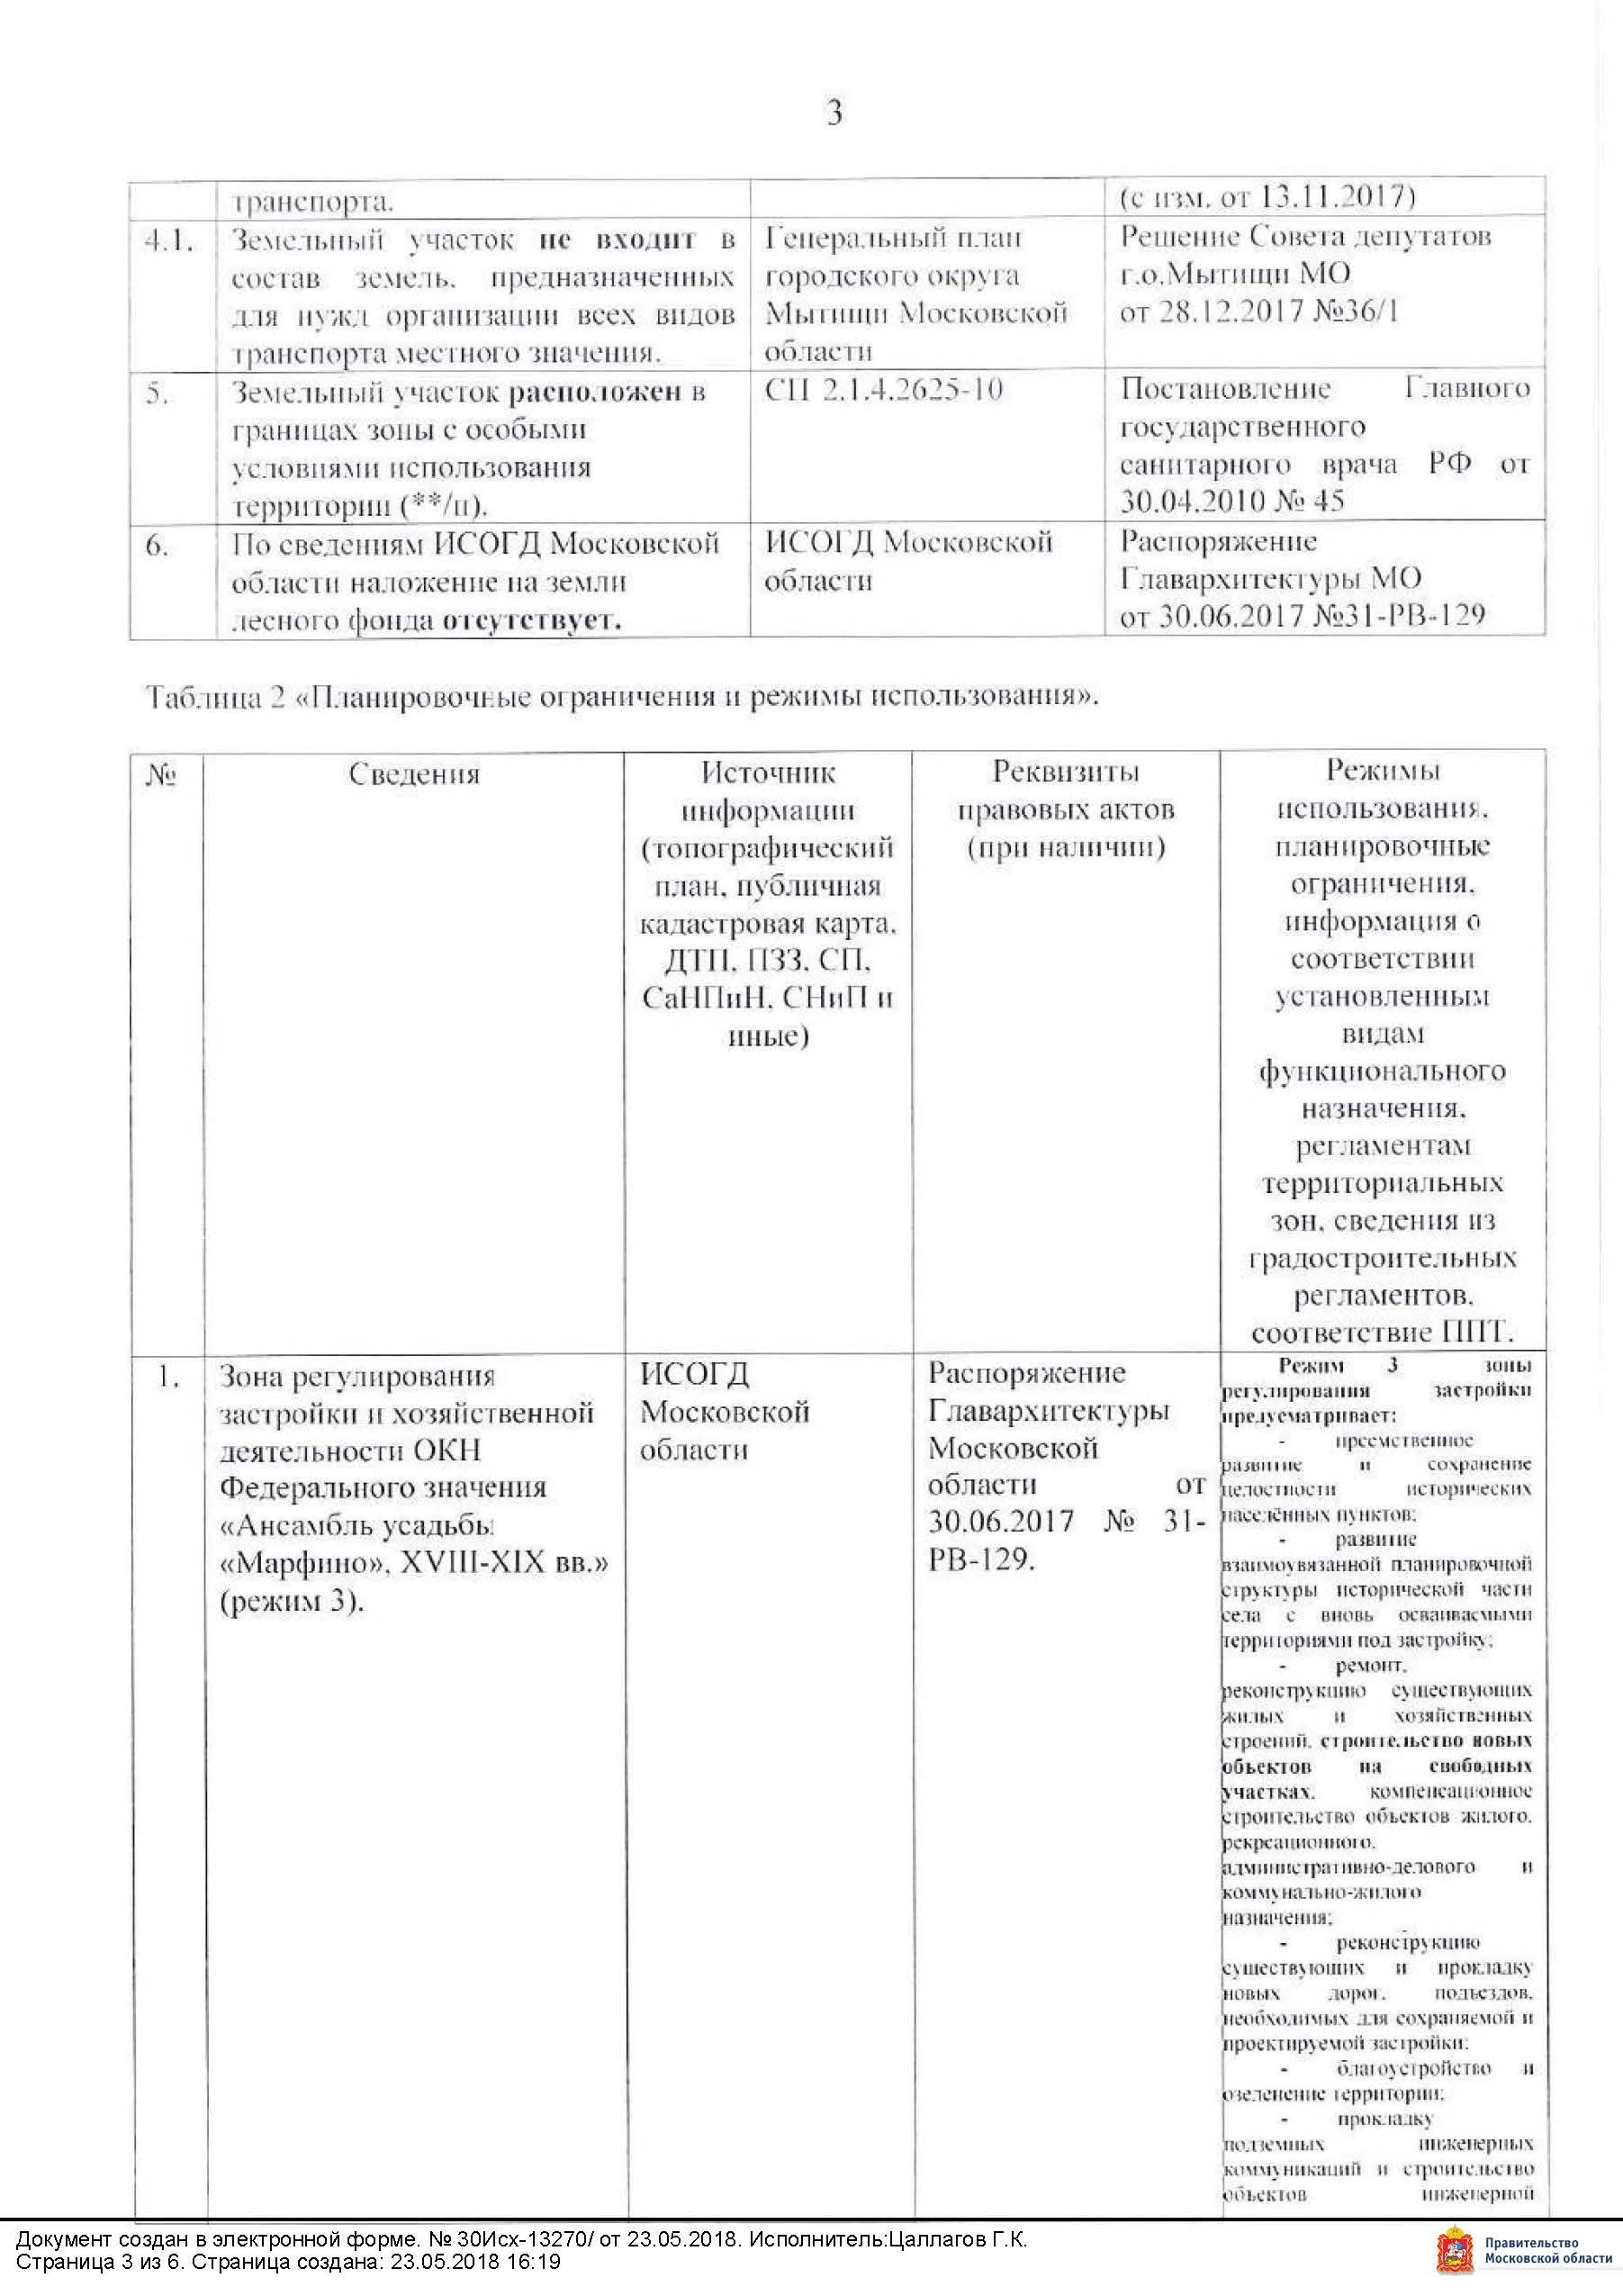 3
транспорта.
(с изм. от 13.11.2017)
4.1.
Земельный участок не входит в
состав земель, предназначенных
для нужд организации всех видов
транспорта местного значения.
Генеральный план
городского округа
Мытищи Московской
области
Решение Совета депутатов
г.о.Мытищи МО
от 28.12.2017 №36/1
5.
Земельный участок расположен в
границах зоны с особыми
условиями использования
территории (**/п).
СП 2.1.4.2625-10
Постановление Главного
государственного
санитарного врача РФ от
30.04.2010 № 45
6.
По сведениям ИСОГД Московской
области наложение на земли
лесного фонда отсутствует.
ИСОГД Московской
области
Распоряжение
Главархитектуры МО
от 30.06.2017 №31-РВ-129
Таблица 2 «Планировочные ограничения и режимы использования».
№
Сведения
Источник
информации
(топографический
план, публичная
кадастровая карта,
ДТП, ПЗЗ, СП,
СаНПиН, СНиП и
иные)
Реквизиты
правовых актов
(при наличии)
Режимы
использования,
планировочные
ограничения,
информация о
соответствии
установленным
видам
функционального
назначения,
регламентам
территориальных
зон, сведения из
градостроительных
регламентов,
соответствие ППТ.
1.
Зона регулирования
застройки и хозяйственной
деятельности ОКН
Федерального значения
«Ансамбль усадьбы
«Марфино», XVIII-XIX вв.»
(режим 3).
ИСОГД
Московской
области
Распоряжение
Главархитектуры
Московской
области от
30.06.2017 № 31-
РВ-129.
Режим 3 зоны
регулирования застройки
предусматривает:
- преемственное
развитие и сохранение
целостности исторических
населённых пунктов;
- развитие
взаимоувязанной планировочной
структуры исторической части
села с вновь осваиваемыми
территориями под застройку;
- ремонт,
реконструкцию существующих
жилых и хозяйственных
строений, строительство новых
объектов на свободных
участках, компенсационное
строительство объектов жилого,
рекреационного,
административно-делового и
коммунально-жилого
назначения;
- реконструкцию
существующих и прокладку
новых дорог, подъездов,
необходимых для сохраняемой и
проектируемой застройки;
- благоустройство и
озеленение территории;
- прокладку
подземных инженерных
коммуникаций и строительство
объектов инженерной
Документ создан в электронной форме. № 30Исх-13270/ от 23.05.2018. Исполнитель:Цаллагов Г.К.
Страница 3 из 6. Страница создана: 23.05.2018 16:19
Правительство
Московской области